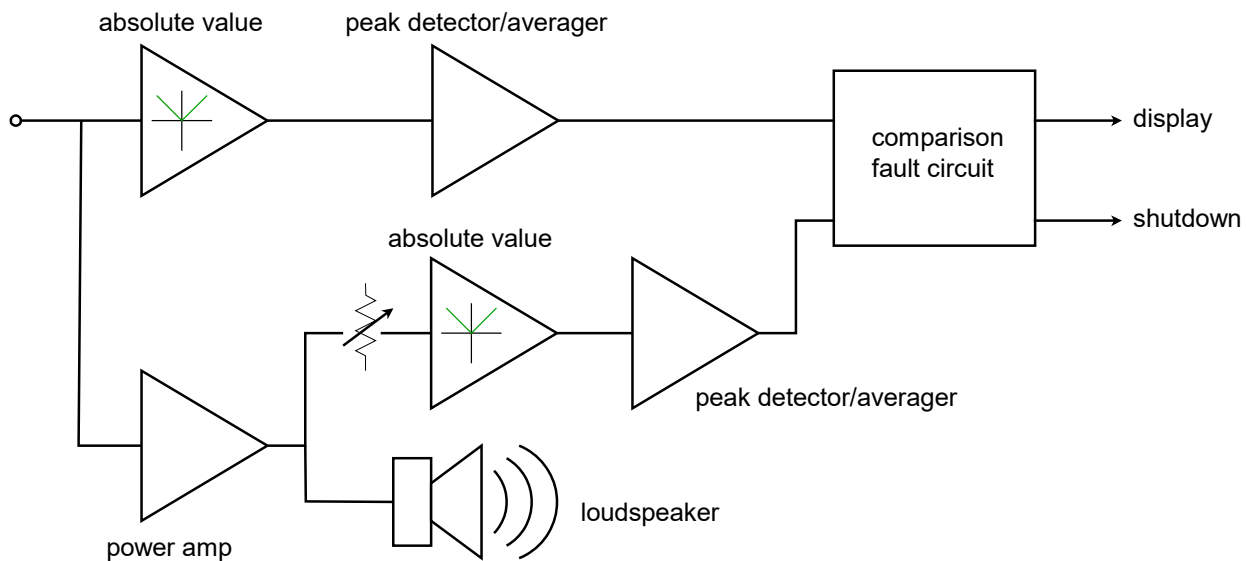 absolute value
peak detector/averager
comparison
fault circuit
display
shutdown
absolute value
peak detector/averager
loudspeaker
power amp